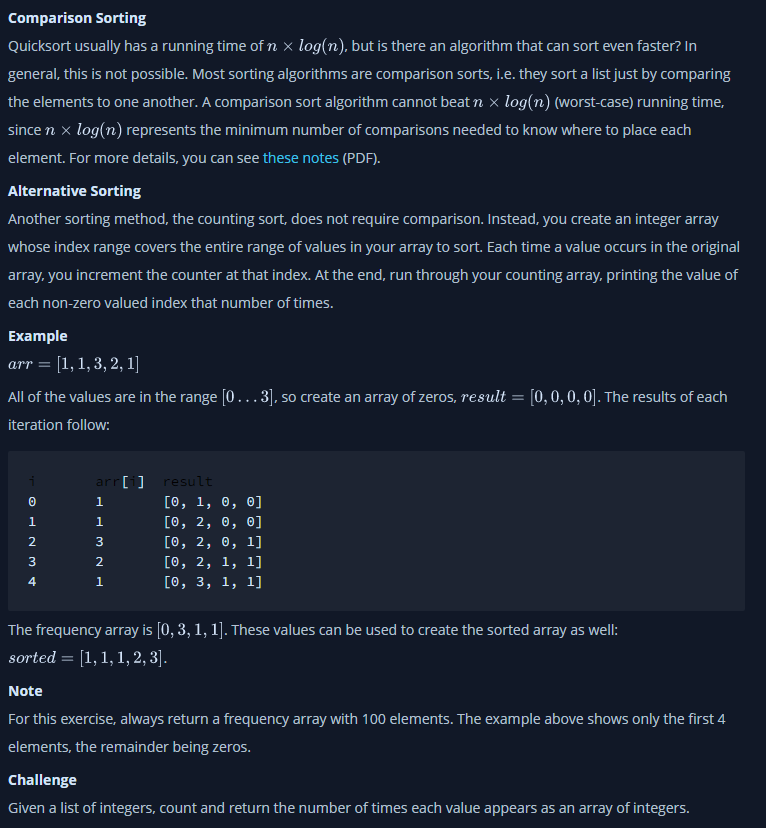 Comparison Sorting
Quicksort usually has a running time of n × log(n), but is there an algorithm that can sort even faster? In
general, this is not possible. Most sorting algorithms are comparison sorts, i.e. they sort a list just by comparing
the elements to one another. A comparison sort algorithm cannot beat n × log(n) (worst-case) running time,
since n × log(n) represents the minimum number of comparisons needed to know where to place each
element. For more details, you can see these notes (PDF).
Alternative Sorting
Another sorting method, the counting sort, does not require comparison. Instead, you create an integer array
whose index range covers the entire range of values in your array to sort. Each time a value occurs in the original
array, you increment the counter at that index. At the end, run through your counting array, printing the value of
each non-zero valued index that number of times.
Example
arr = [1, 1, 3, 2, 1]
All of the values are in the range [0 . . . 3], so create an array of zeros, result = [0, 0, 0, 0]. The results of each
iteration follow:
i arr[i] result
0 1 [0, 1, 0, 0]
1 1 [0, 2, 0, 0]
2 3 [0, 2, 0, 1]
3 2 [0, 2, 1, 1]
4 1 [0, 3, 1, 1]
The frequency array is [0, 3, 1, 1]. These values can be used to create the sorted array as well:
sorted = [1, 1, 1, 2, 3].
Note
For this exercise, always return a frequency array with 100 elements. The example above shows only the first 4
elements, the remainder being zeros.
Challenge
Given a list of integers, count and return the number of times each value appears as an array of integers.